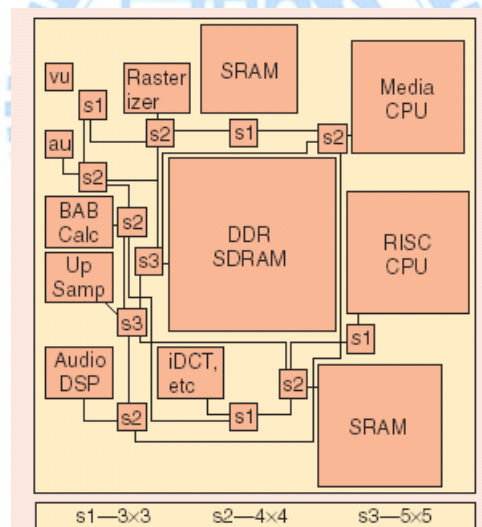 vu
Raster
izer
SRAM
Media
CPU
s1
s2
s1
s2
au
s2
BAB
Calc
s2
DDR
SDRAM
RISC
CPU
Up
Samp
s3
s3
s1
Audio
DSP
iDCT,
etc
s2
s2
s1
SRAM
s1—3×3 s2—4×4 s3—5×5